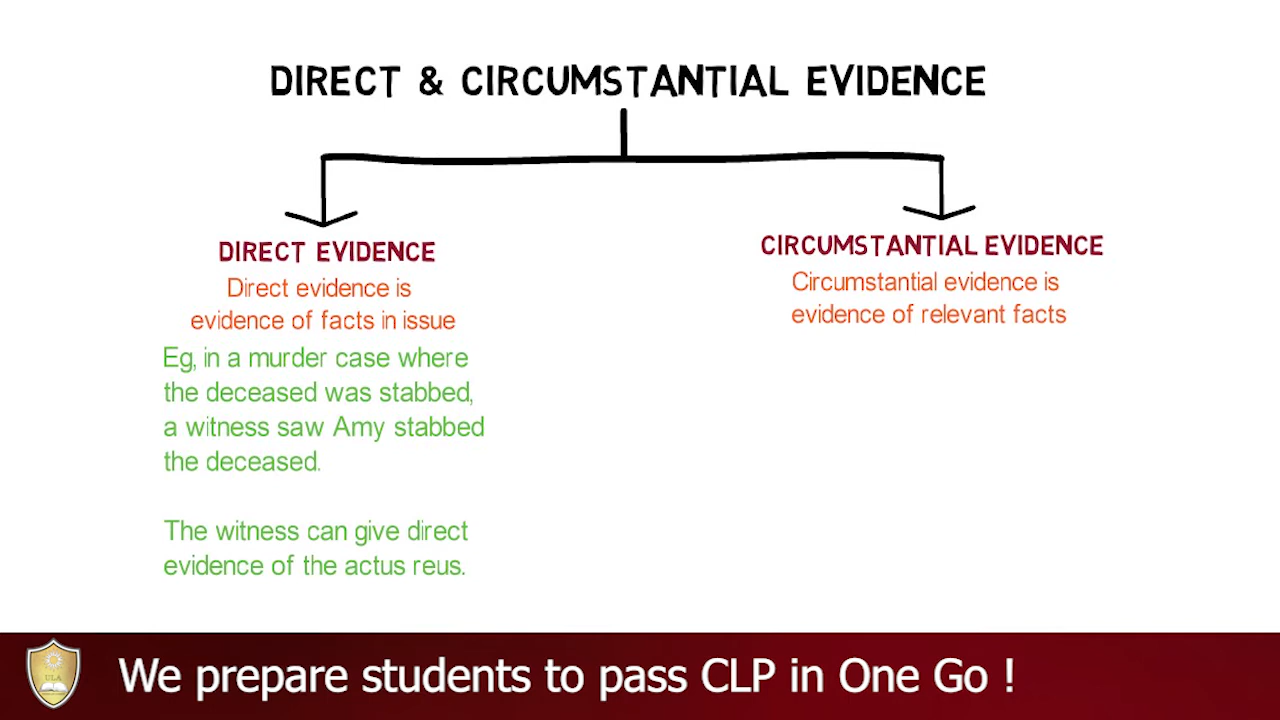 DIRECT & CIRCUMSTANTIAL EVIDENCE
DIRECT EVIDENCE
Direct evidence is
evidence of facts in issue
Eg, in a murder case where
the deceased was stabbed,
a witness saw Amy stabbed
the deceased.
The witness can give direct
evidence of the actus reus.
CIRCUMSTANTIAL EVIDENCE
Circumstantial evidence is
evidence of relevant facts
ULA
We prepare students to pass CLP in One Go !